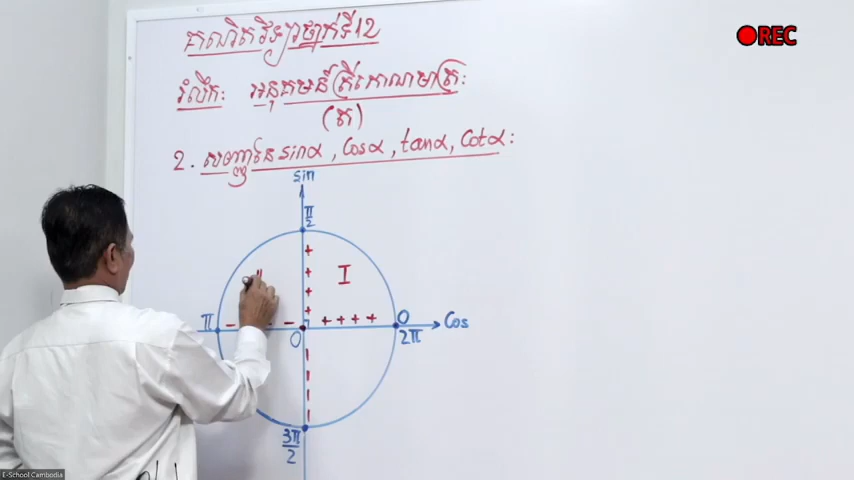 REC
គណិតវិទ្យាថ្នាក់ទី12
រំលឹក: អនុគមន៍ត្រីកោណមាត្រ:
(ត)
2. សញ្ញានៃ sinα, Cosα, tanα, Cotα:
sin
π/2
+
+ I
+
+
π - - - + + + + 0 Cos
0 2π
3π/2
E-School Cambodia